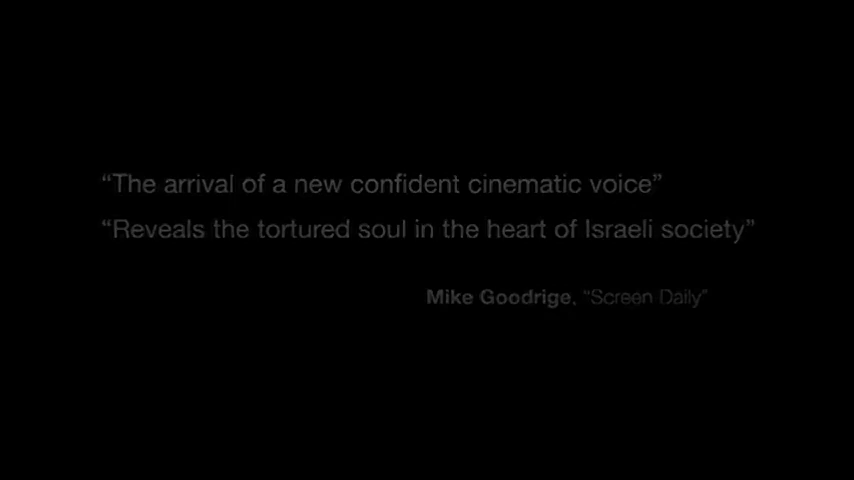 “The arrival of a new confident cinematic voice”
“Reveals the tortured soul in the heart of Israeli society”
Mike Goodrige, “Screen Daily”